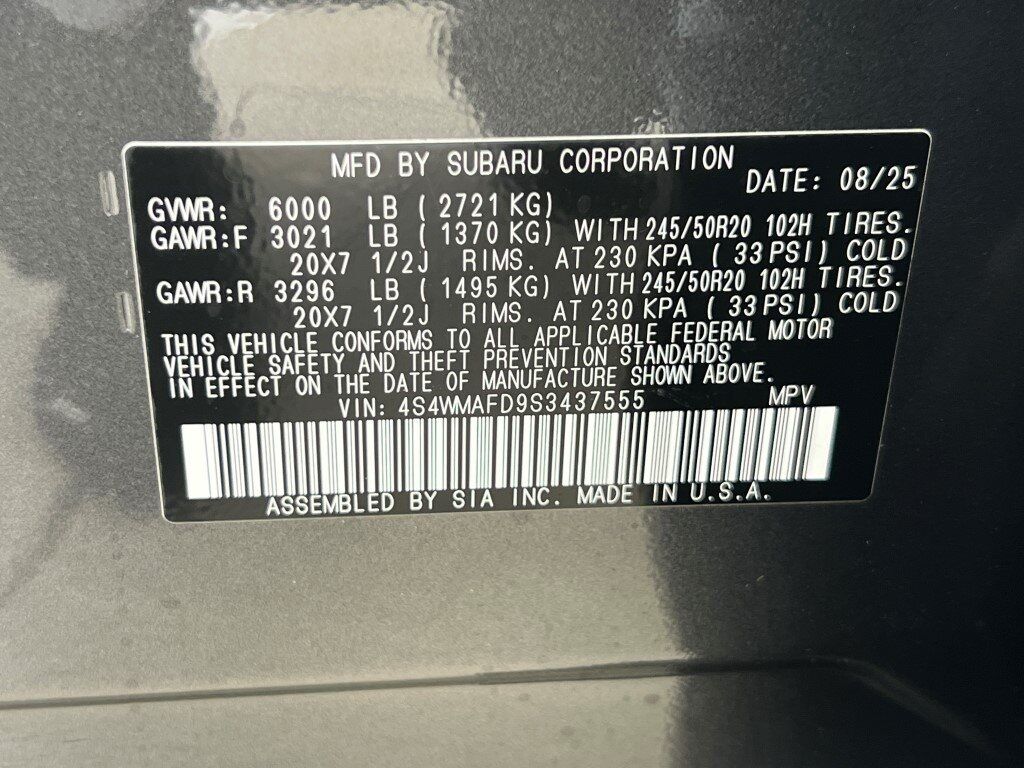 MFD BY SUBARU CORPORATION
DATE: 08/25
GVWR: 6000 LB ( 2721 KG)
GAWR:F 3021 LB ( 1370 KG) WITH 245/50R20 102H TIRES.
20X7 1/2J RIMS. AT 230 KPA ( 33 PSI) COLD
GAWR:R 3296 LB ( 1495 KG) WITH 245/50R20 102H TIRES.
20X7 1/2J RIMS. AT 230 KPA ( 33 PSI) COLD
THIS VEHICLE CONFORMS TO ALL APPLICABLE FEDERAL MOTOR
VEHICLE SAFETY AND THEFT PREVENTION STANDARDS
IN EFFECT ON THE DATE OF MANUFACTURE SHOWN ABOVE.
VIN: 4S4WMAFD9S3437555 MPV
ASSEMBLED BY SIA INC. MADE IN U.S.A.